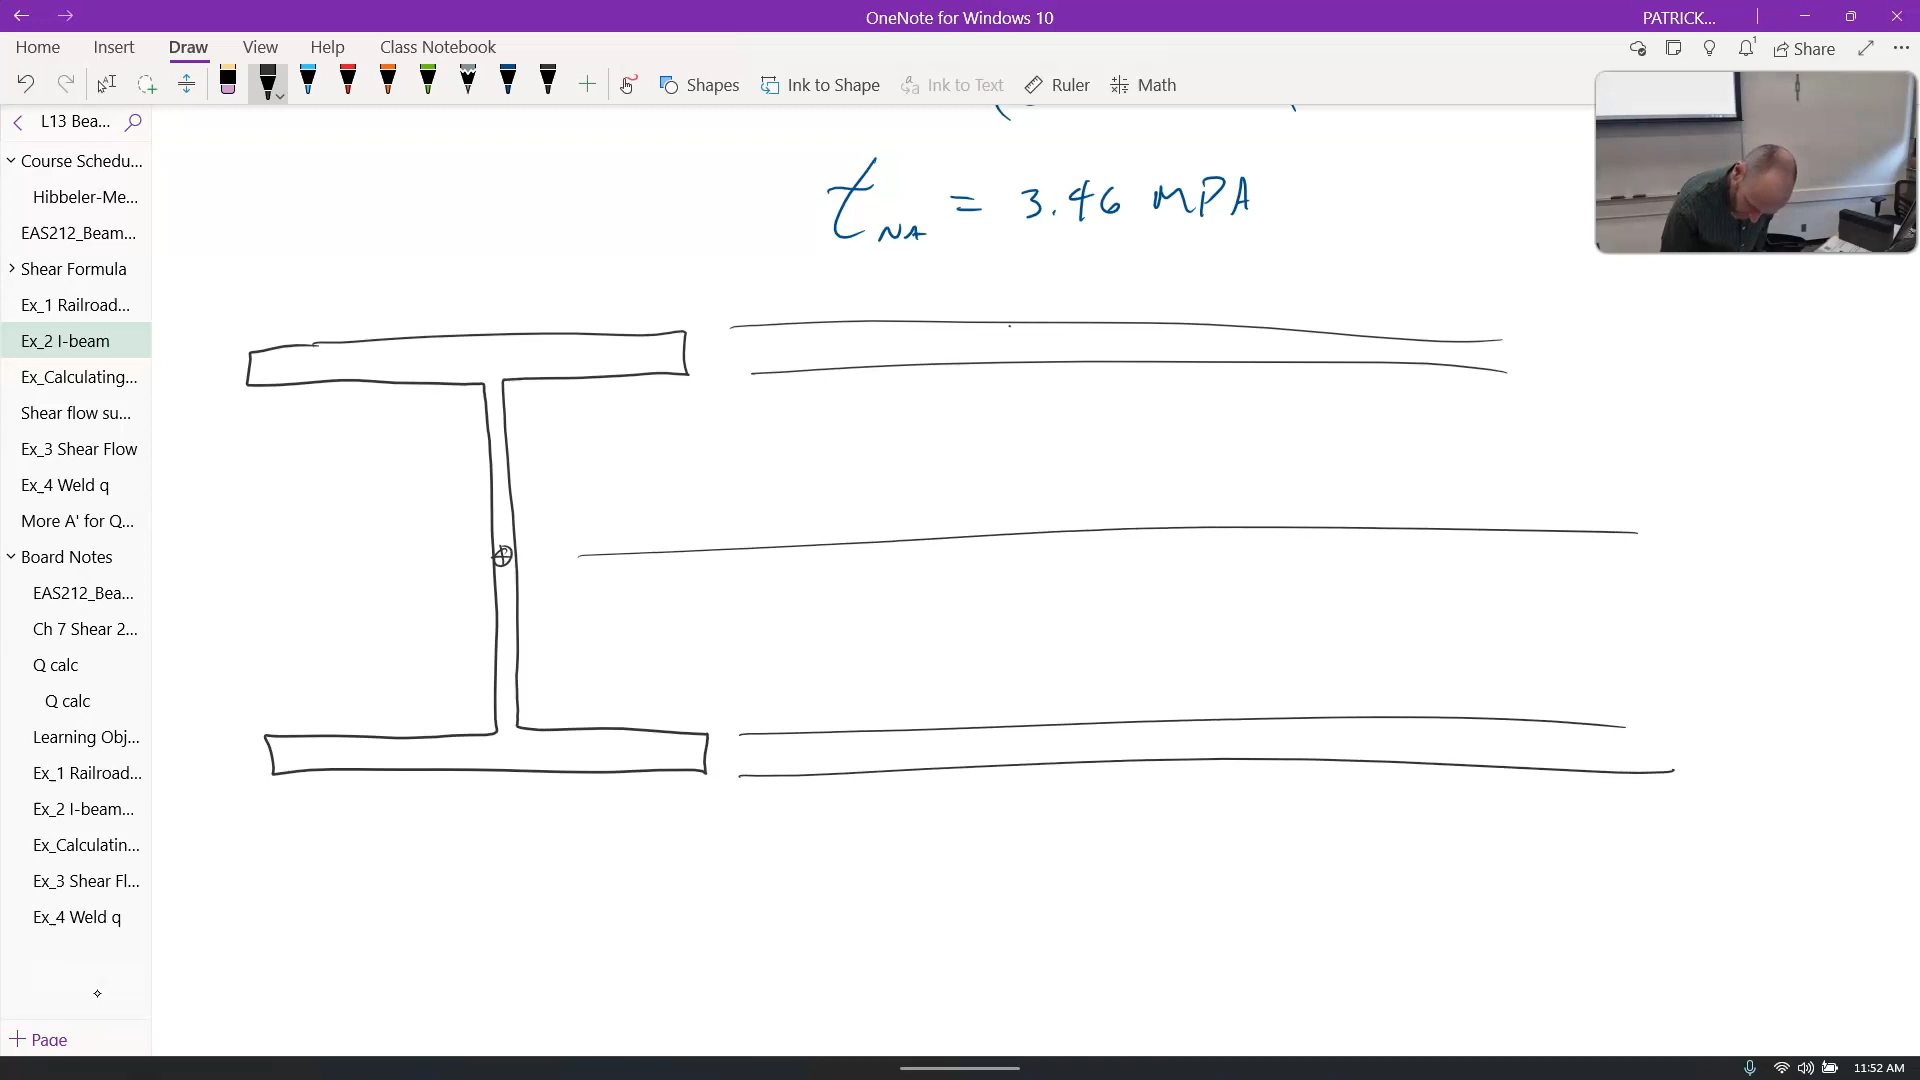 OneNote for Windows 10
PATRICK...
Home Insert Draw View Help Class Notebook
1 Share
Shapes Ink to Shape Ink to Text Ruler Math
L13 Bea...
Course Schedu...
Hibbeler-Me...
EAS212_Beam...
Shear Formula
Ex_1 Railroad...
Ex_2 I-beam
Ex_Calculating...
Shear flow su...
Ex_3 Shear Flow
Ex_4 Weld q
More A' for Q...
Board Notes
EAS212_Bea...
Ch 7 Shear 2...
Q calc
Q calc
Learning Obj...
Ex_1 Railroad...
Ex_2 I-beam...
Ex_Calculatin...
Ex_3 Shear Fl...
Ex_4 Weld q
Page
τ_NA = 3.46 MPA
11:52 AM